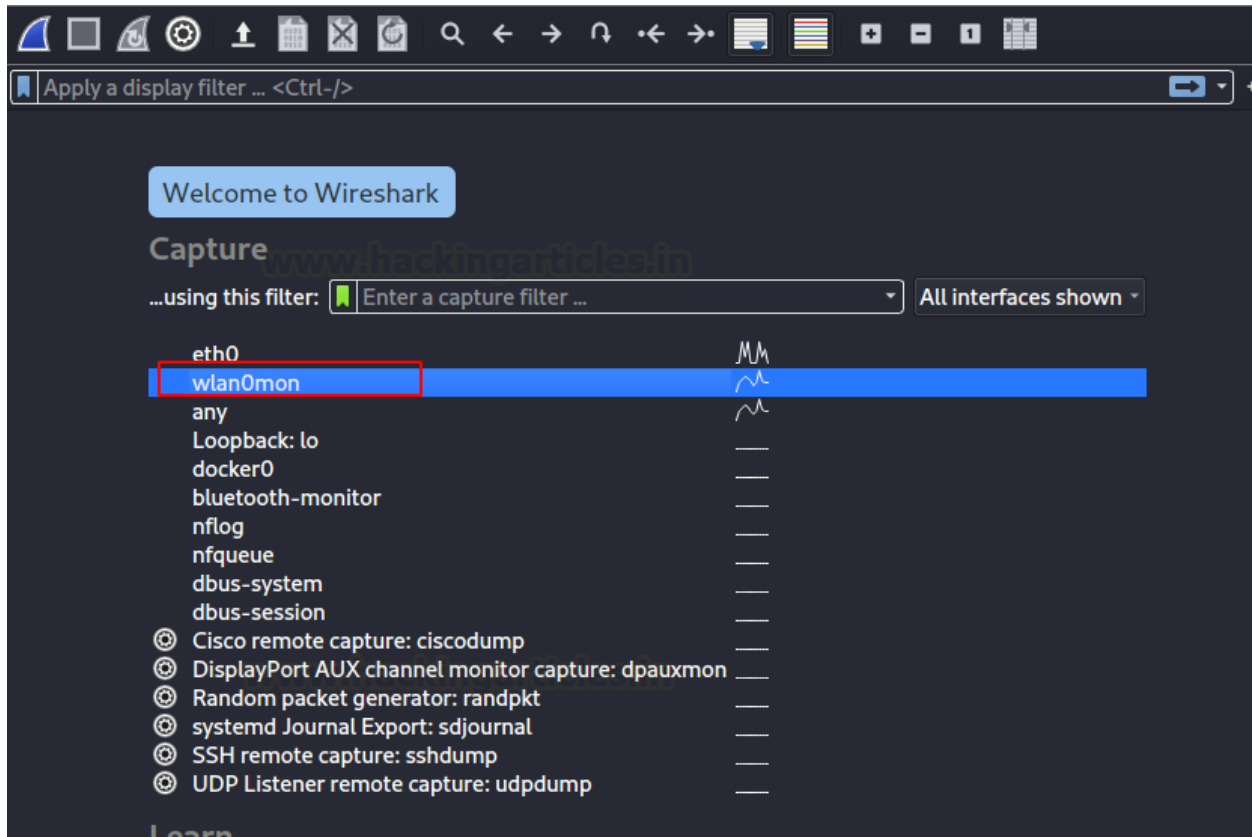 Apply a display filter ... <Ctrl-/>
Welcome to Wireshark
Capture
www.hackingarticles.in
...using this filter: Enter a capture filter ... All interfaces shown
eth0
wlan0mon
any
Loopback: lo
docker0
bluetooth-monitor
nflog
nfqueue
dbus-system
dbus-session
Cisco remote capture: ciscodump
DisplayPort AUX channel monitor capture: dpauxmon
Random packet generator: randpkt
systemd Journal Export: sdjournal
SSH remote capture: sshdump
UDP Listener remote capture: udpdump
Learn